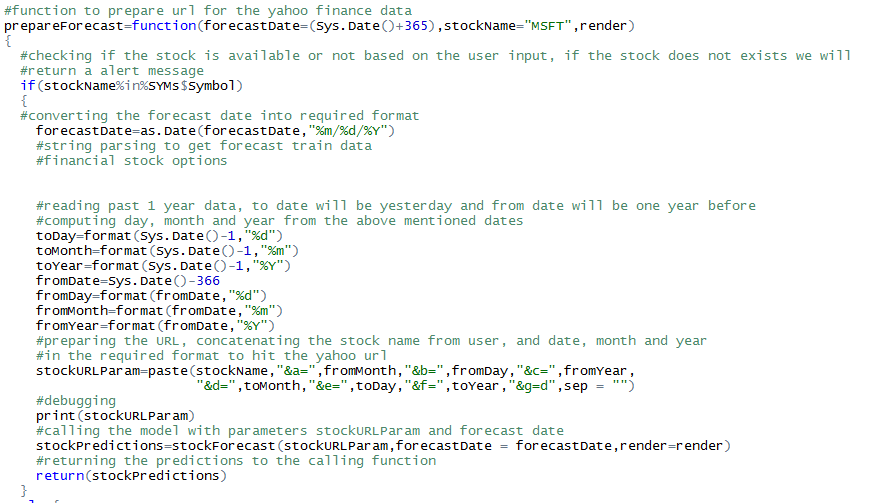 #function to prepare url for the yahoo finance data
prepareForecast=function(forecastDate=(Sys.Date()+365),stockName="MSFT",render)
{
#checking if the stock is available or not based on the user input, if the stock does not exists we will
#return a alert message
if(stockName%in%SYMs$Symbol)
{
#converting the forecast date into required format
forecastDate=as.Date(forecastDate,"%m/%d/%Y")
#string parsing to get forecast train data
#financial stock options
#reading past 1 year data, to date will be yesterday and from date will be one year before
#computing day, month and year from the above mentioned dates
toDay=format(Sys.Date()-1,"%d")
toMonth=format(Sys.Date()-1,"%m")
toYear=format(Sys.Date()-1,"%Y")
fromDate=Sys.Date()-366
fromDay=format(fromDate,"%d")
fromMonth=format(fromDate,"%m")
fromYear=format(fromDate,"%Y")
#preparing the URL, concatenating the stock name from user, and date, month and year
#in the required format to hit the yahoo url
stockURLParam=paste(stockName,"&a=",fromMonth,"&b=",fromDay,"&c=",fromYear,
"&d=",toMonth,"&e=",toDay,"&f=",toYear,"&g=d",sep = "")
#debugging
print(stockURLParam)
#calling the model with parameters stockURLParam and forecast date
stockPredictions=stockForecast(stockURLParam,forecastDate = forecastDate,render=render)
#returning the predictions to the calling function
return(stockPredictions)
}